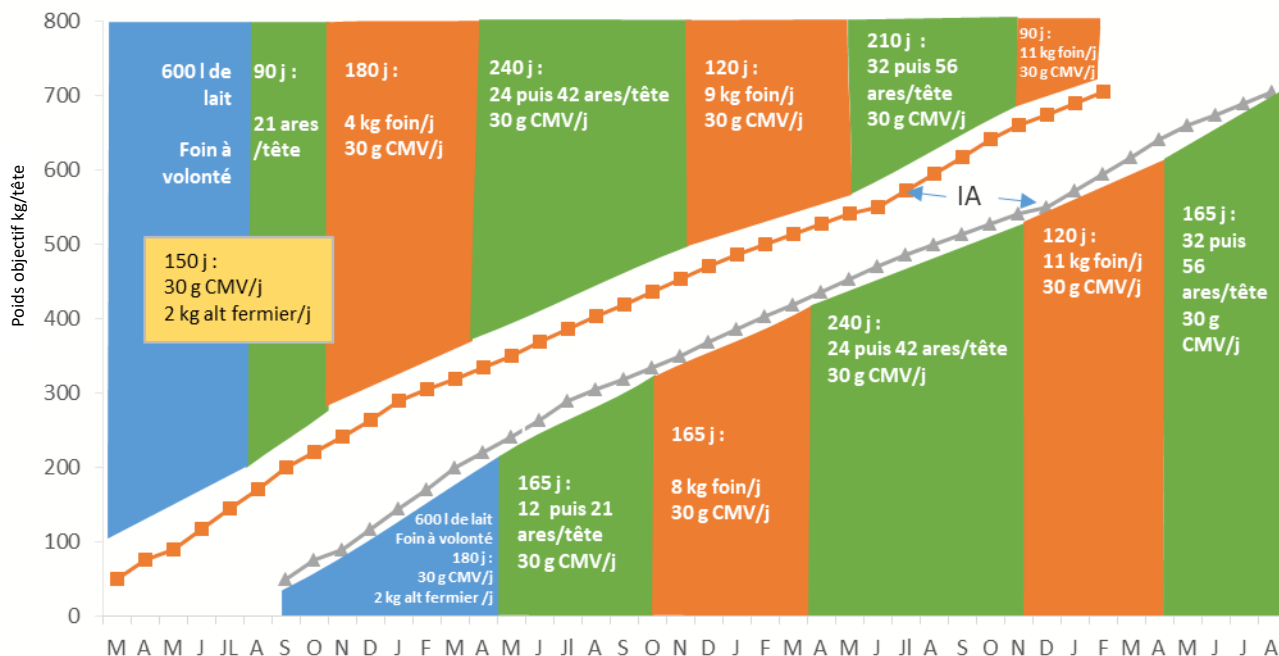 Poids objectif kg/tête
800
700
600
500
400
300
200
100
0
600 l de
lait
Foin à
volonté
90 j :
21 ares
/tête
150 j :
30 g CMV/j
2 kg alt fermier/j
180 j :
4 kg foin/j
30 g CMV/j
240 j :
24 puis 42 ares/tête
30 g CMV/j
120 j :
9 kg foin/j
30 g CMV/j
210 j :
32 puis 56
ares/tête
30 g CMV/j
90 j :
11 kg foin/j
30 g CMV/j
IA
600 l de lait
Foin à volonté
180 j :
30 g CMV/j
2 kg alt fermier /j
165 j :
12 puis 21
ares/tête
30 g CMV/j
165 j :
8 kg foin/j
30 g CMV/j
240 j :
24 puis 42 ares/tête
30 g CMV/j
120 j :
11 kg foin/j
30 g CMV/j
165 j :
32 puis
56
ares/tête
30 g
CMV/j
M A M J JL A S O N D J F M A M J Jl A S O N D J F M A M J Jl A S O N D J F M A M J J A